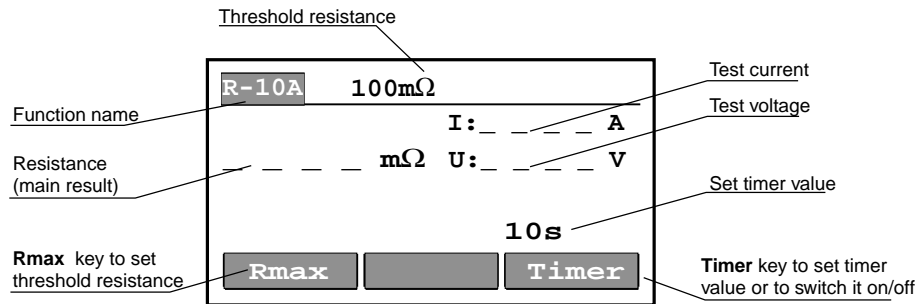 Threshold resistance
R-10A 100mΩ
Test current
I:_ _ _ _ A
Function name
Test voltage
_ _ _ _ mΩ U:_ _ _ _ V
Resistance
(main result)
Set timer value
10s
Rmax key to set
threshold resistance
Rmax Timer
Timer key to set timer
value or to switch it on/off